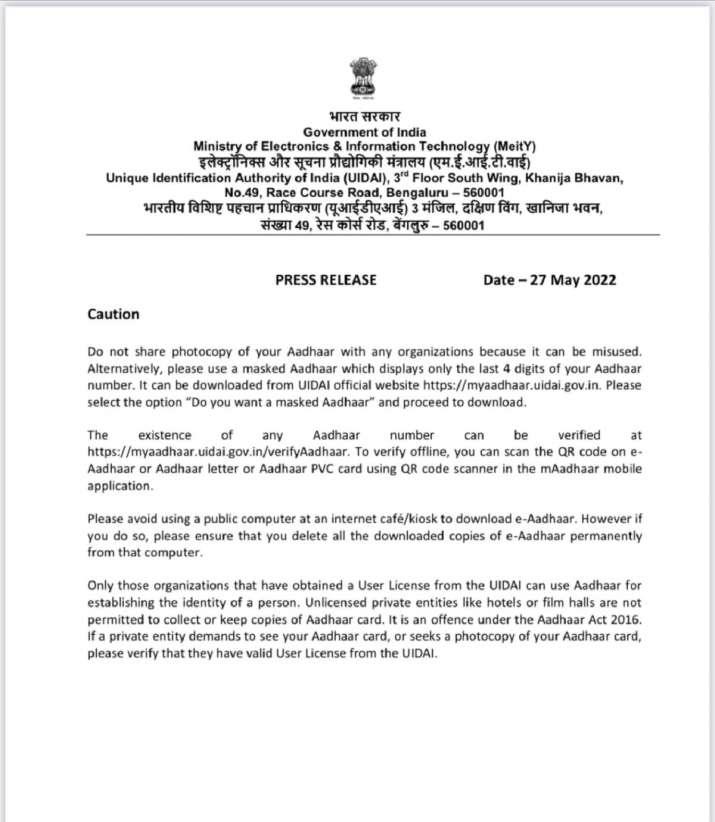 भारत सरकार
Government of India
Ministry of Electronics & Information Technology (MeitY)
इलेक्ट्रॉनिक्स और सूचना प्रौद्योगिकी मंत्रालय (एम.ई.आई.टी.वाई)
Unique Identification Authority of India (UIDAI), 3rd Floor South Wing, Khanija Bhavan,
No.49, Race Course Road, Bengaluru – 560001
भारतीय विशिष्ट पहचान प्राधिकरण (यूआईडीएआई) 3 मंजिल, दक्षिण विंग, खानिजा भवन,
संख्या 49, रेस कोर्स रोड, बेंगलुरु – 560001
PRESS RELEASE Date – 27 May 2022
Caution
Do not share photocopy of your Aadhaar with any organizations because it can be misused.
Alternatively, please use a masked Aadhaar which displays only the last 4 digits of your Aadhaar
number. It can be downloaded from UIDAI official website https://myaadhaar.uidai.gov.in. Please
select the option “Do you want a masked Aadhaar” and proceed to download.
The existence of any Aadhaar number can be verified at
https://myaadhaar.uidai.gov.in/verifyAadhaar. To verify offline, you can scan the QR code on e-
Aadhaar or Aadhaar letter or Aadhaar PVC card using QR code scanner in the mAadhaar mobile
application.
Please avoid using a public computer at an internet café/kiosk to download e-Aadhaar. However if
you do so, please ensure that you delete all the downloaded copies of e-Aadhaar permanently
from that computer.
Only those organizations that have obtained a User License from the UIDAI can use Aadhaar for
establishing the identity of a person. Unlicensed private entities like hotels or film halls are not
permitted to collect or keep copies of Aadhaar card. It is an offence under the Aadhaar Act 2016.
If a private entity demands to see your Aadhaar card, or seeks a photocopy of your Aadhaar card,
please verify that they have valid User License from the UIDAI.